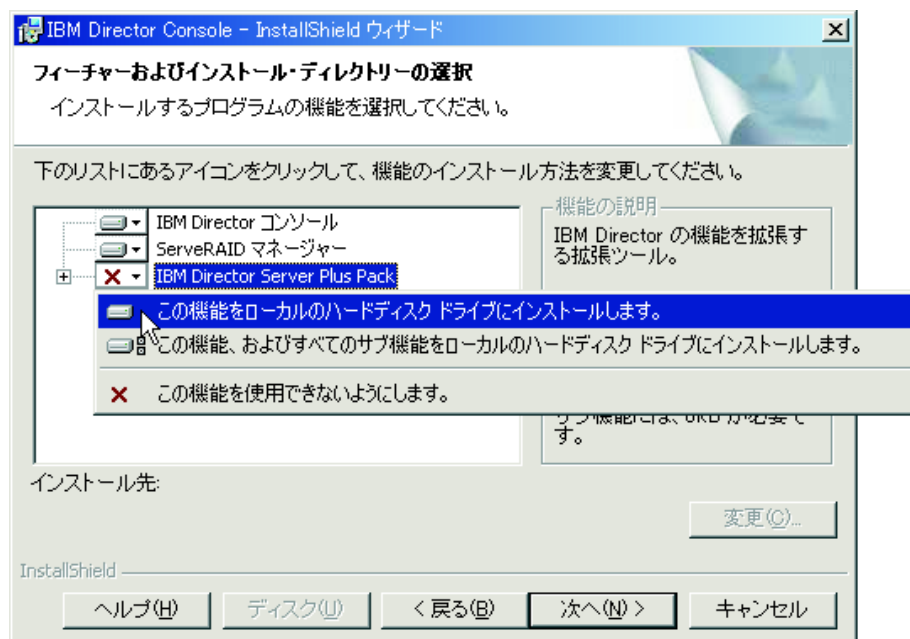 IBM Director Console - InstallShield ウィザード
フィーチャーおよびインストール・ディレクトリーの選択
インストールするプログラムの機能を選択してください。
下のリストにあるアイコンをクリックして、機能のインストール方法を変更してください。
IBM Director コンソール
ServeRAID マネージャー
IBM Director Server Plus Pack
機能の説明
IBM Director の機能を拡張す
る拡張ツール。
この機能をローカルのハードディスク ドライブにインストールします。
この機能、およびすべてのサブ機能をローカルのハードディスク ドライブにインストールします。
この機能を使用できないようにします。
す。
インストール先:
変更(C)...
InstallShield
ヘルプ(H)
ディスク(U)
< 戻る(B)
次へ(N) >
キャンセル